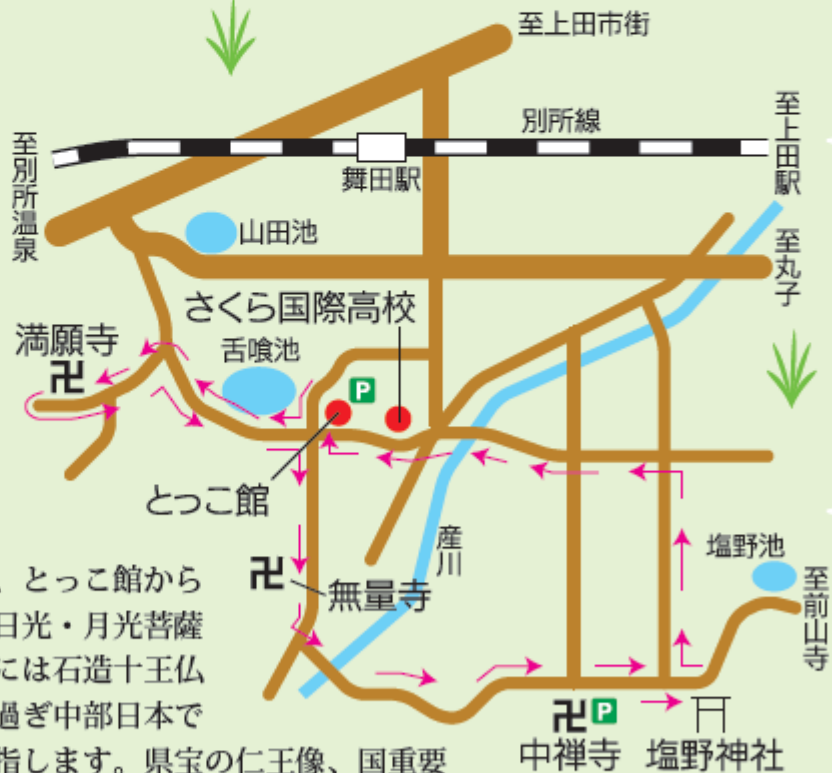 至上田市街
別所線
至上田駅
至別所温泉
舞田駅
山田池
至丸子
さくら国際高校
満願寺
卍
舌喰池
P
とっこ館
産川
塩野池
卍
無量寺
至前山寺
とっこ館から
日光・月光菩薩
には石造十王仏
過ぎ中部日本で
指します。県宝の仁王像、国重要
卍 P
中禅寺
塩野神社